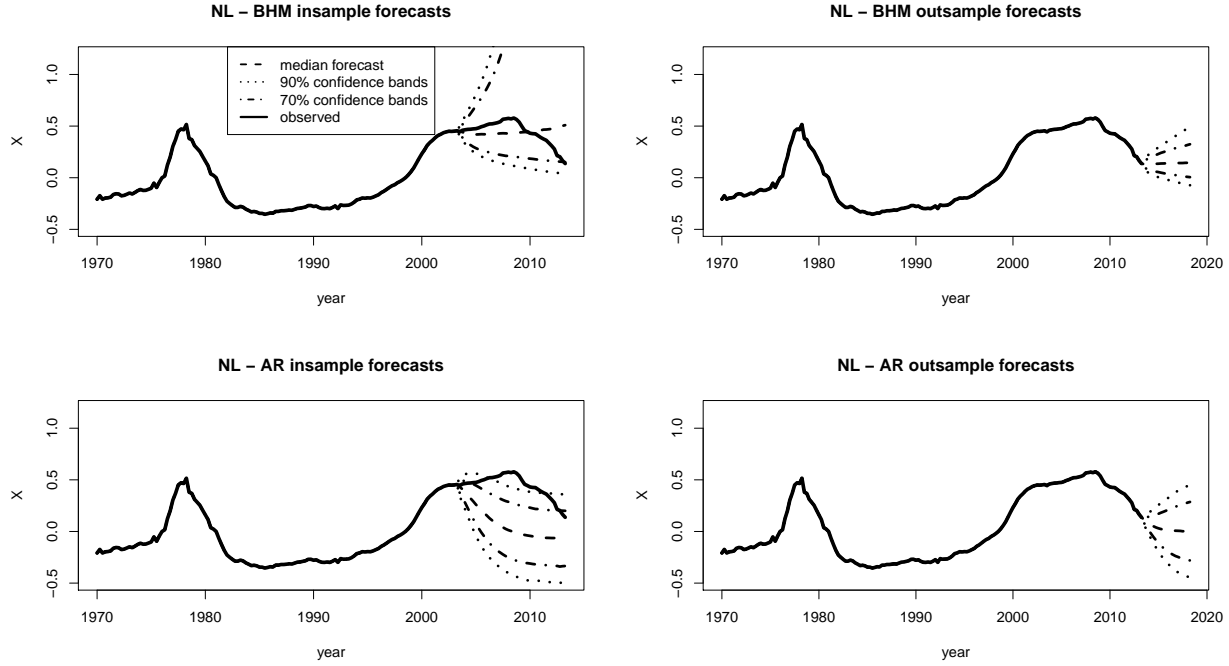 NL − BHM insample forecasts
median forecast
90% confidence bands
70% confidence bands
observed
X
−0.5 0.0 0.5 1.0
1970 1980 1990 2000 2010
year
NL − BHM outsample forecasts
X
−0.5 0.0 0.5 1.0
1970 1980 1990 2000 2010 2020
year
NL − AR insample forecasts
X
−0.5 0.0 0.5 1.0
1970 1980 1990 2000 2010
year
NL − AR outsample forecasts
X
−0.5 0.0 0.5 1.0
1970 1980 1990 2000 2010 2020
year